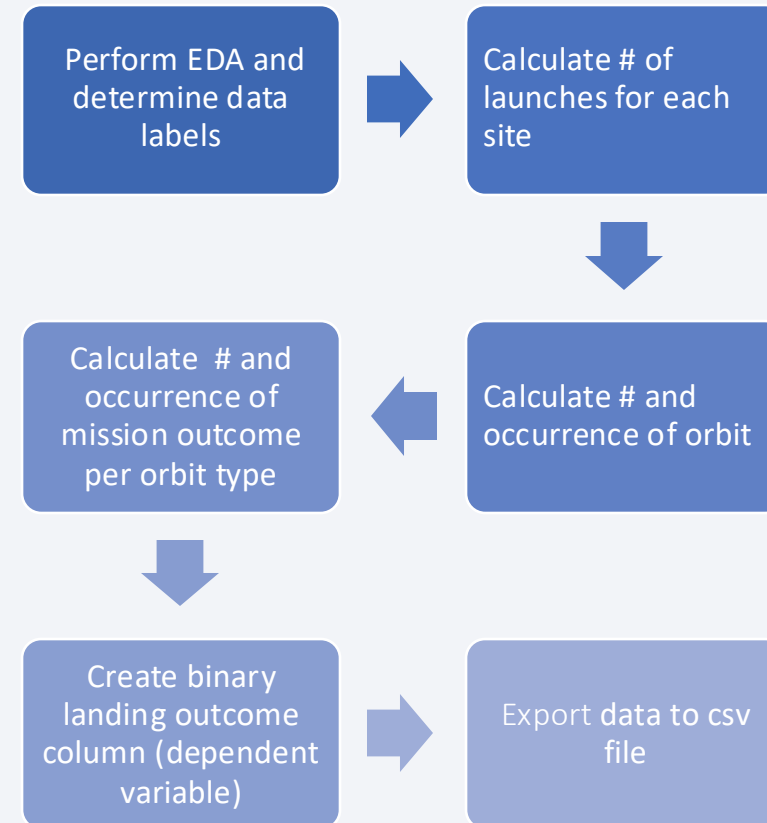 Perform EDA and
determine data
labels
Calculate # of
launches for each
site
Calculate # and
occurrence of orbit
Calculate  # and
occurrence of
mission outcome
per orbit type
Create binary
landing outcome
column (dependent
variable)
Export data to csv
file